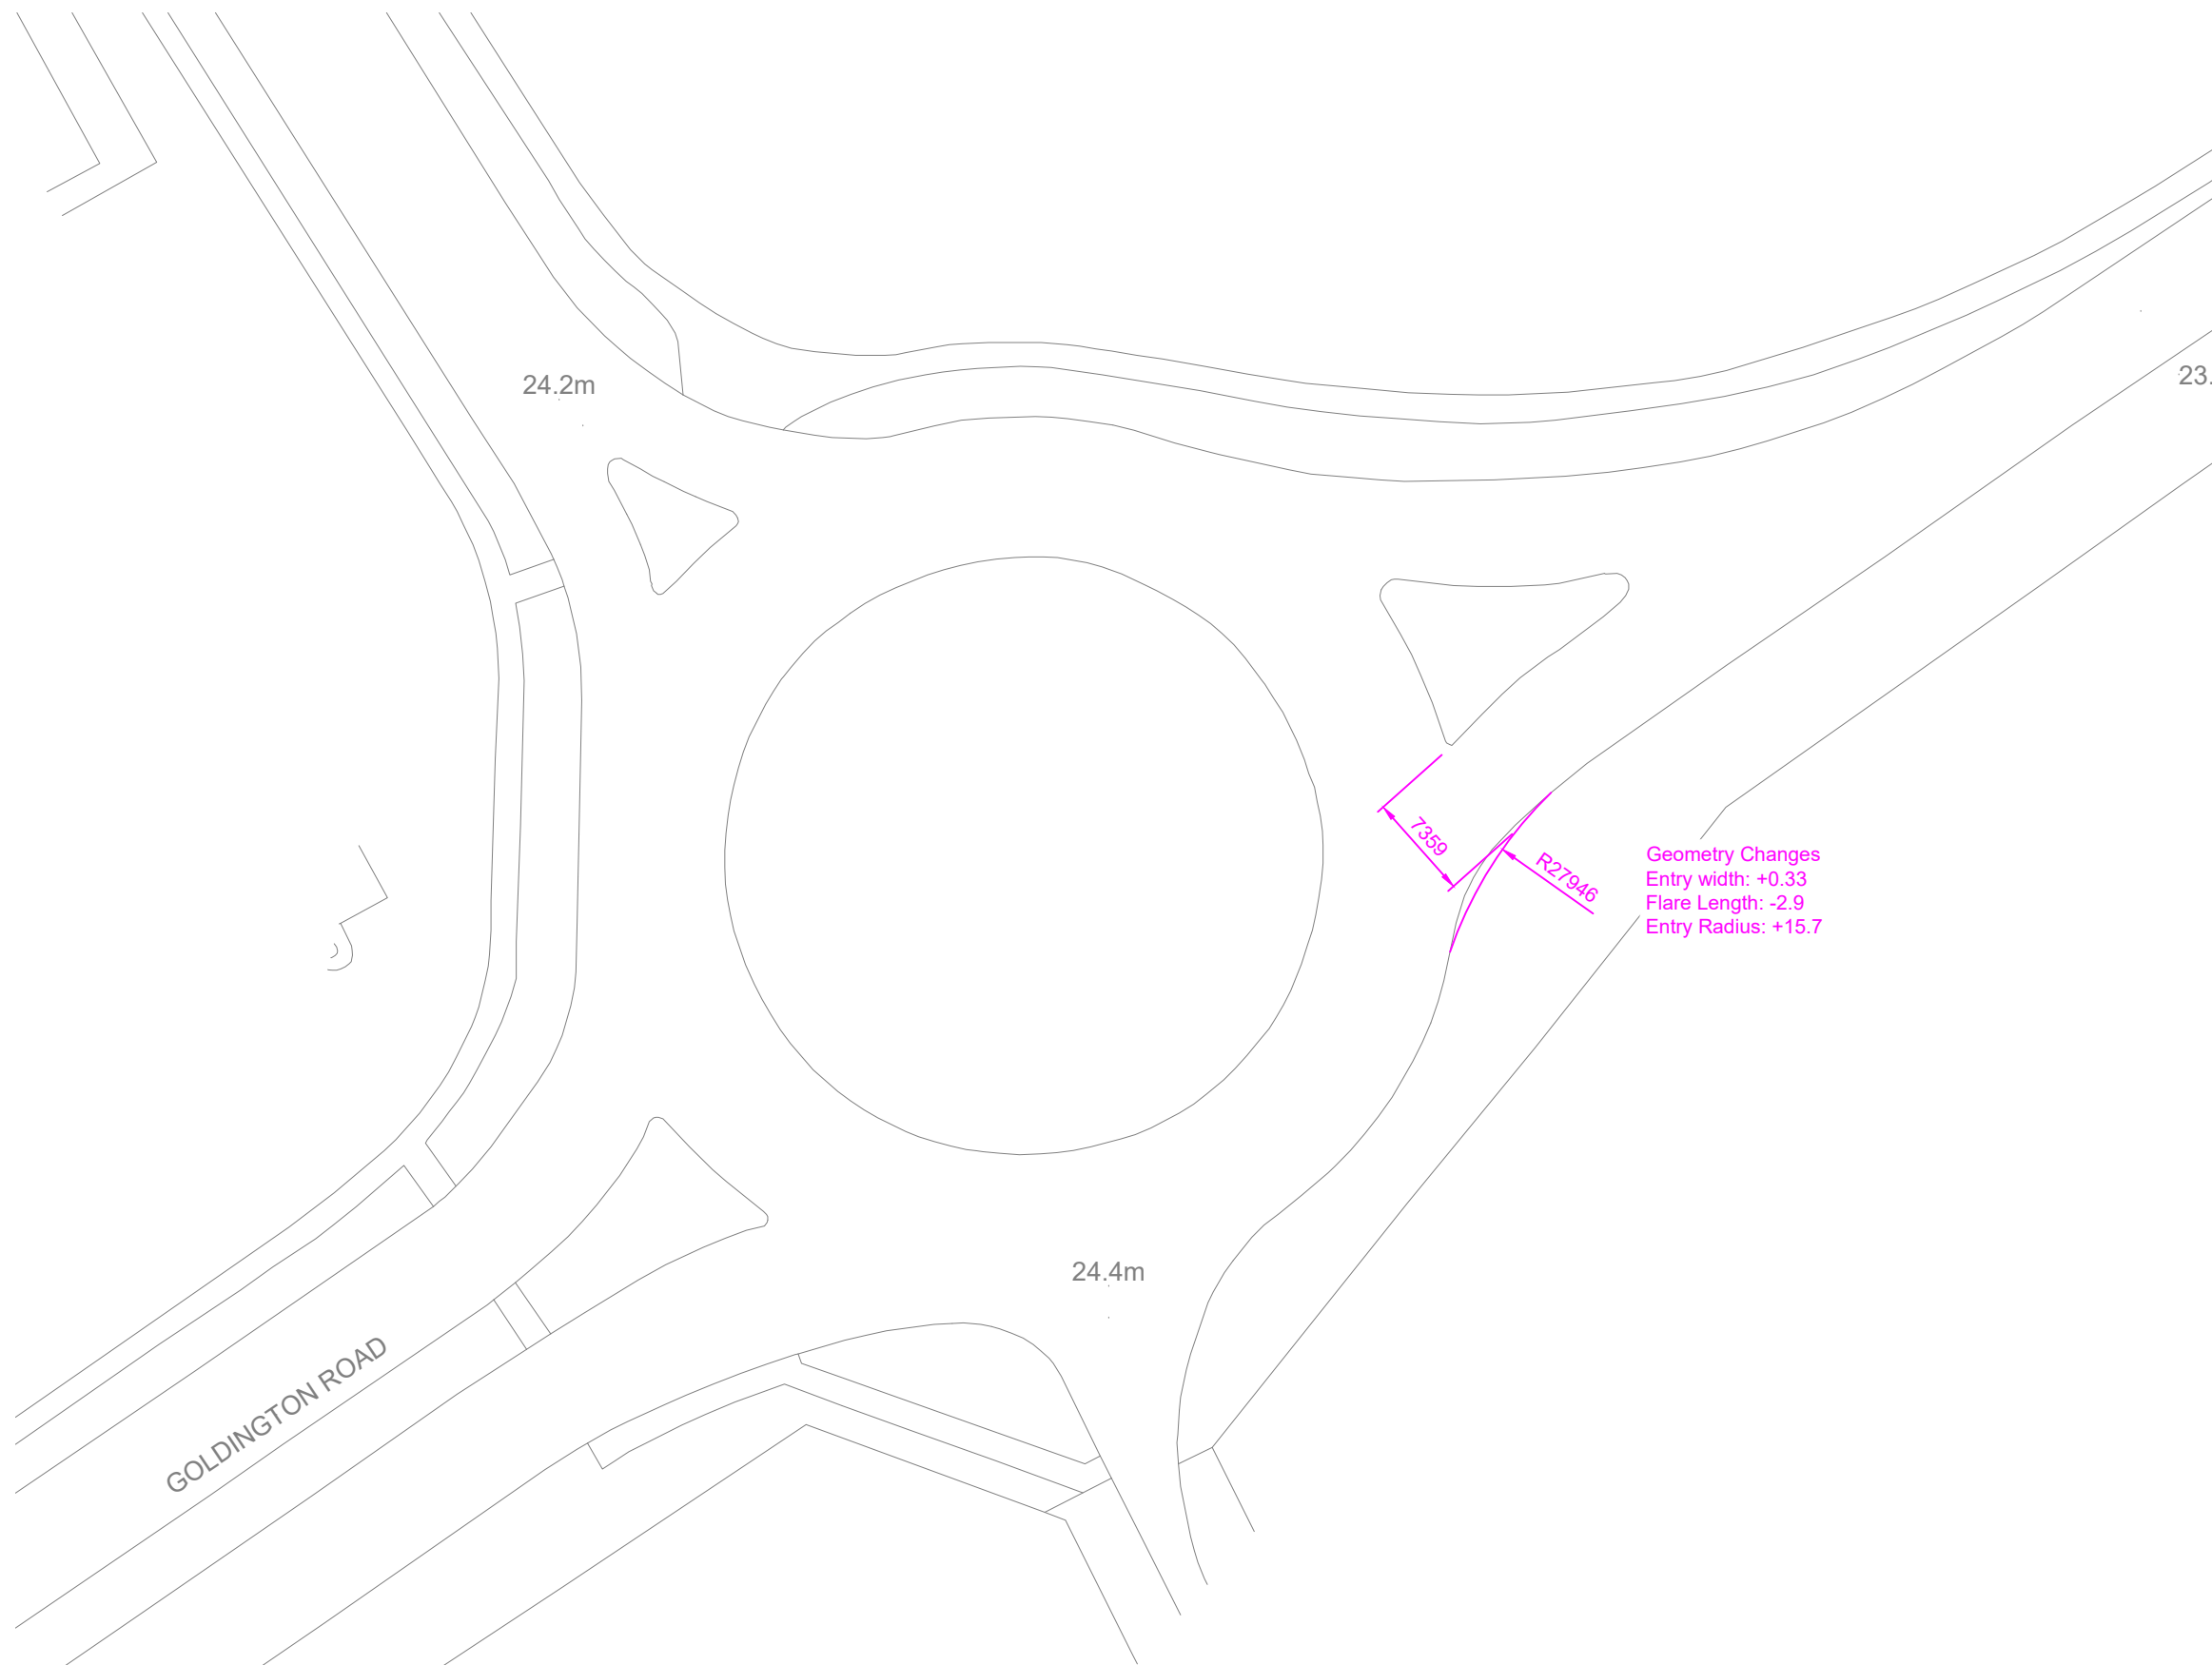 24.2m
23.
7359
R27946
Geometry Changes
Entry width: +0.33
Flare Length: -2.9
Entry Radius: +15.7
24.4m
GOLDINGTON ROAD